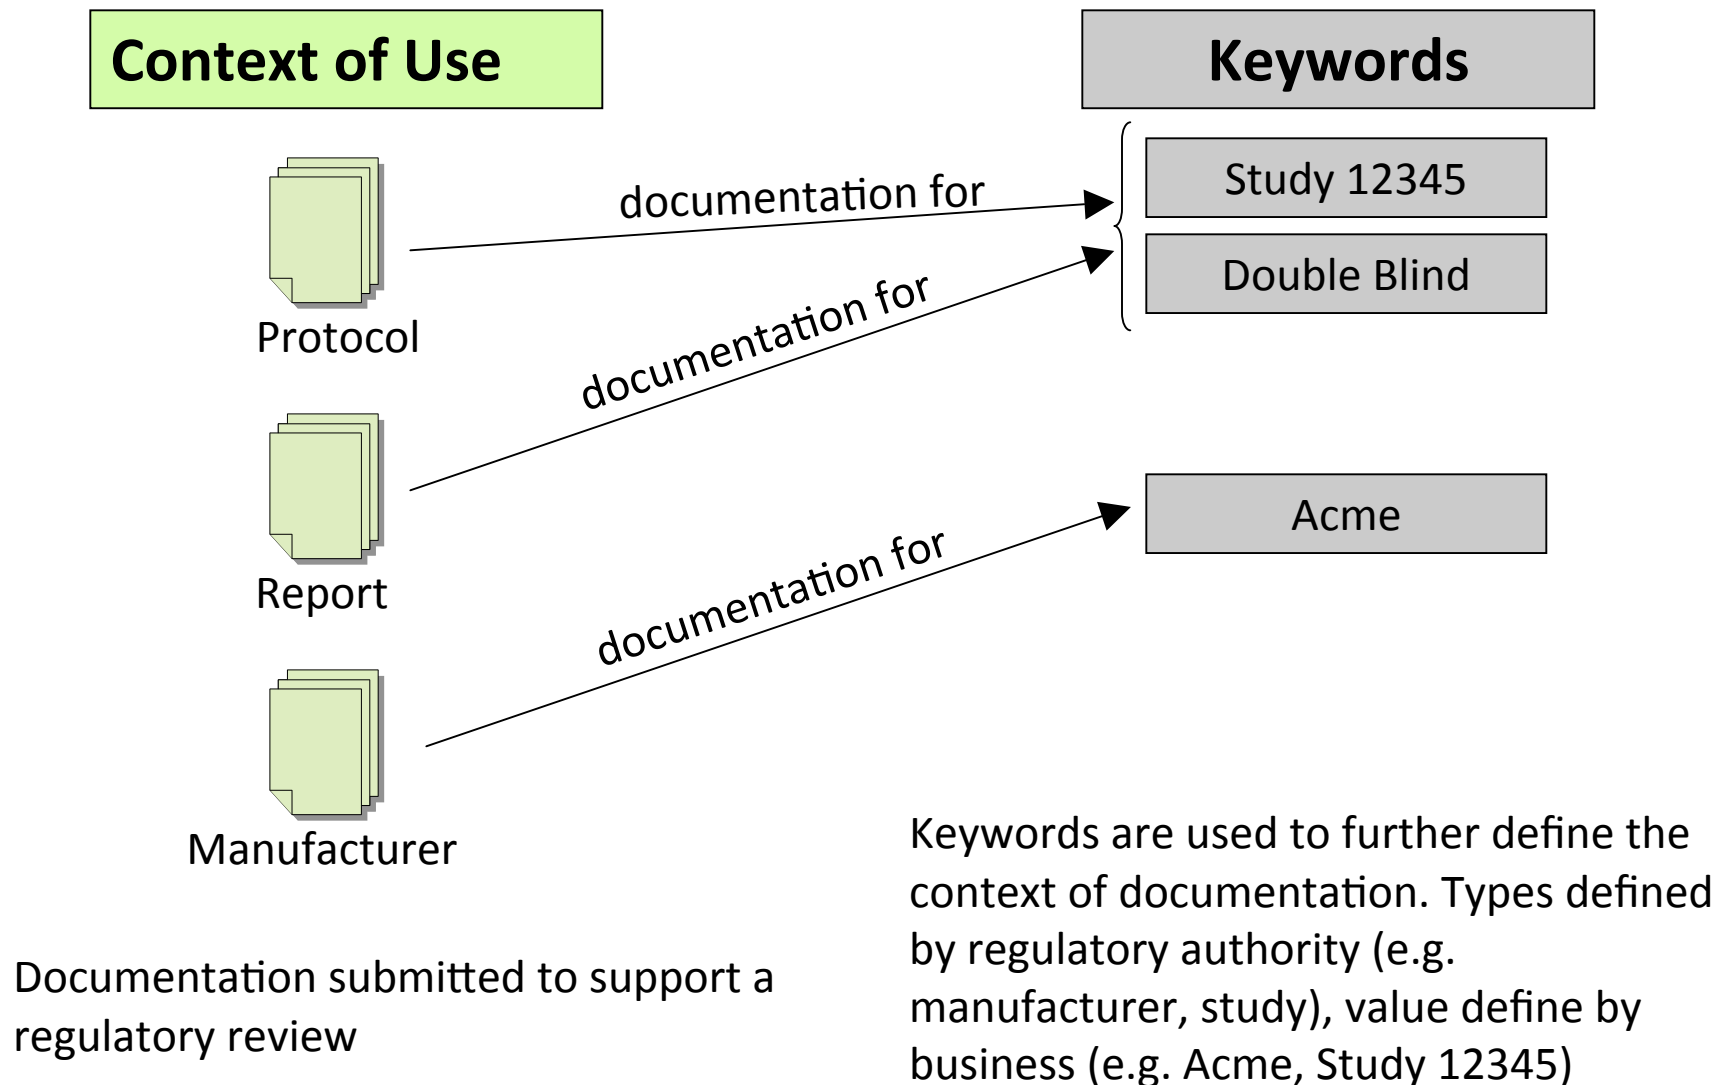 Context of Use
Keywords
Study 12345
documentation for
Double Blind
Protocol
documentation for
Acme
Report
documentation for
Manufacturer
Documentation submitted to support a
regulatory review
Keywords are used to further define the
context of documentation. Types defined
by regulatory authority (e.g.
manufacturer, study), value define by
business (e.g. Acme, Study 12345)